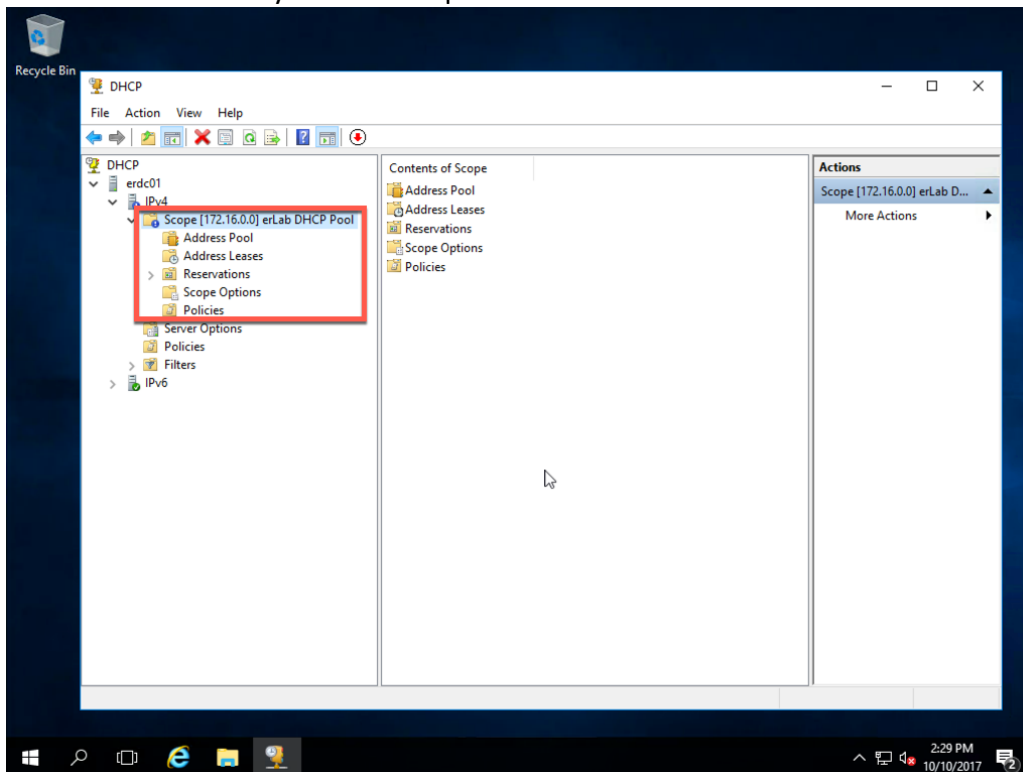 Recycle Bin
DHCP
File Action View Help
DHCP
erdc01
IPv4
Scope [172.16.0.0] erLab DHCP Pool
Address Pool
Address Leases
Reservations
Scope Options
Policies
Server Options
Policies
Filters
IPv6
Contents of Scope
Address Pool
Address Leases
Reservations
Scope Options
Policies
Actions
Scope [172.16.0.0] erLab D...
More Actions
2:29 PM
10/10/2017
2